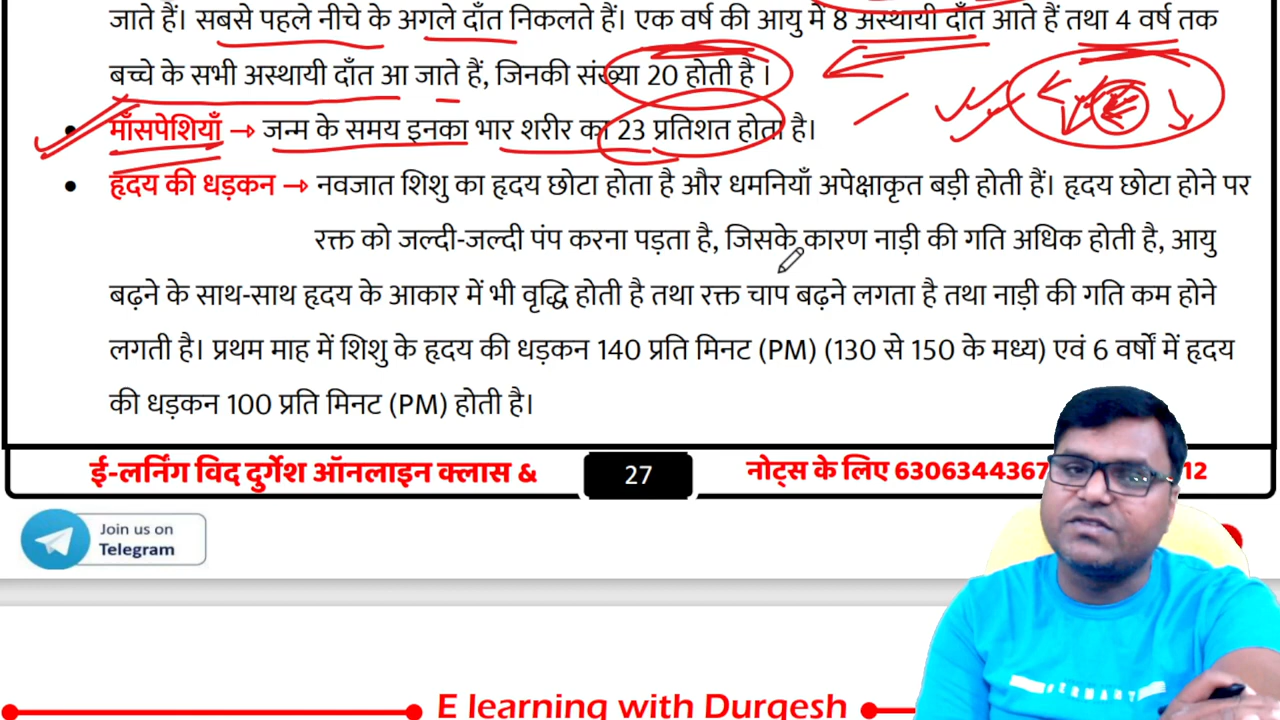 जाते हैं। सबसे पहले नीचे के अगले दाँत निकलते हैं। एक वर्ष की आयु में 8 अस्थायी दाँत आते हैं तथा 4 वर्ष तक
बच्चे के सभी अस्थायी दाँत आ जाते हैं, जिनकी संख्या 20 होती है ।
• माँसपेशियाँ → जन्म के समय इनका भार शरीर का 23 प्रतिशत होता है।
• हृदय की धड़कन → नवजात शिशु का हृदय छोटा होता है और धमनियाँ अपेक्षाकृत बड़ी होती हैं। हृदय छोटा होने पर
रक्त को जल्दी-जल्दी पंप करना पड़ता है, जिसके कारण नाड़ी की गति अधिक होती है, आयु
बढ़ने के साथ-साथ हृदय के आकार में भी वृद्धि होती है तथा रक्त चाप बढ़ने लगता है तथा नाड़ी की गति कम होने
लगती है। प्रथम माह में शिशु के हृदय की धड़कन 140 प्रति मिनट (PM) (130 से 150 के मध्य) एवं 6 वर्षों में हृदय
की धड़कन 100 प्रति मिनट (PM) होती है।
ई-लर्निंग विद दुर्गेश ऑनलाइन क्लास &
27
नोट्स के लिए 6306344367 12
Join us on
Telegram
E learning with Durgesh